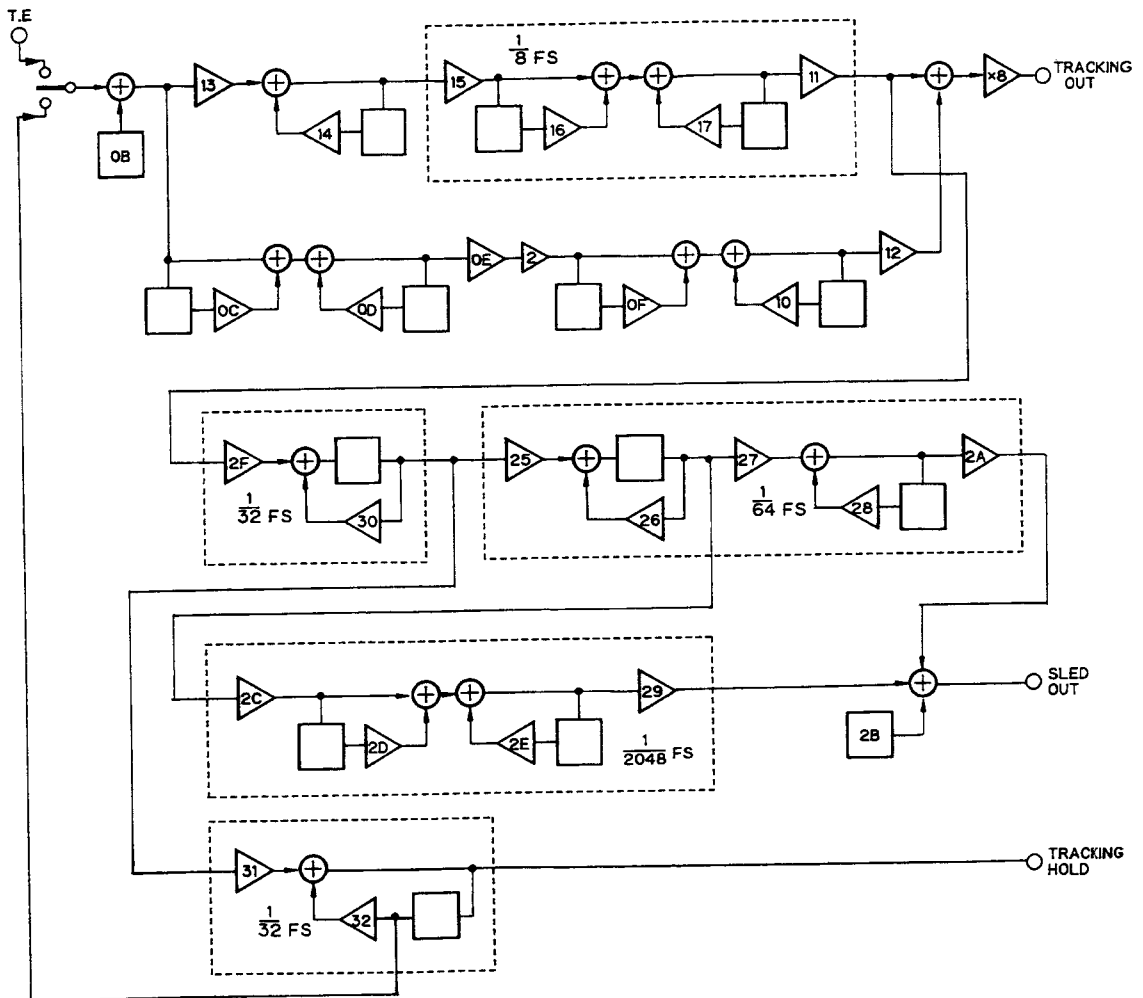 T.E
1/8 FS
13
15
11
×8
TRACKING
OUT
14
16
17
0B
0E
2
12
0C
0D
0F
10
2F
25
27
2A
1/32 FS
30
26
1/64 FS
28
2C
29
SLED
OUT
2D
2E
1/2048 FS
2B
31
TRACKING
HOLD
1/32 FS
32